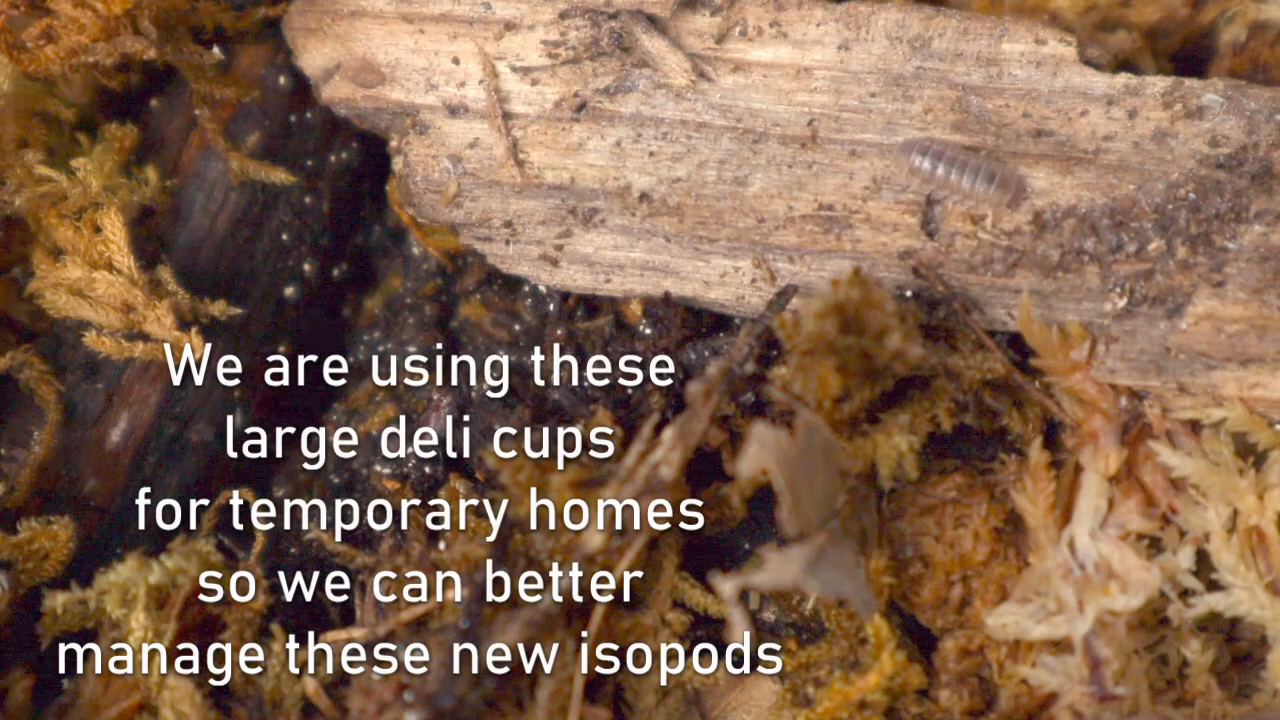 We are using these
large deli cups
for temporary homes
so we can better
manage these new isopods